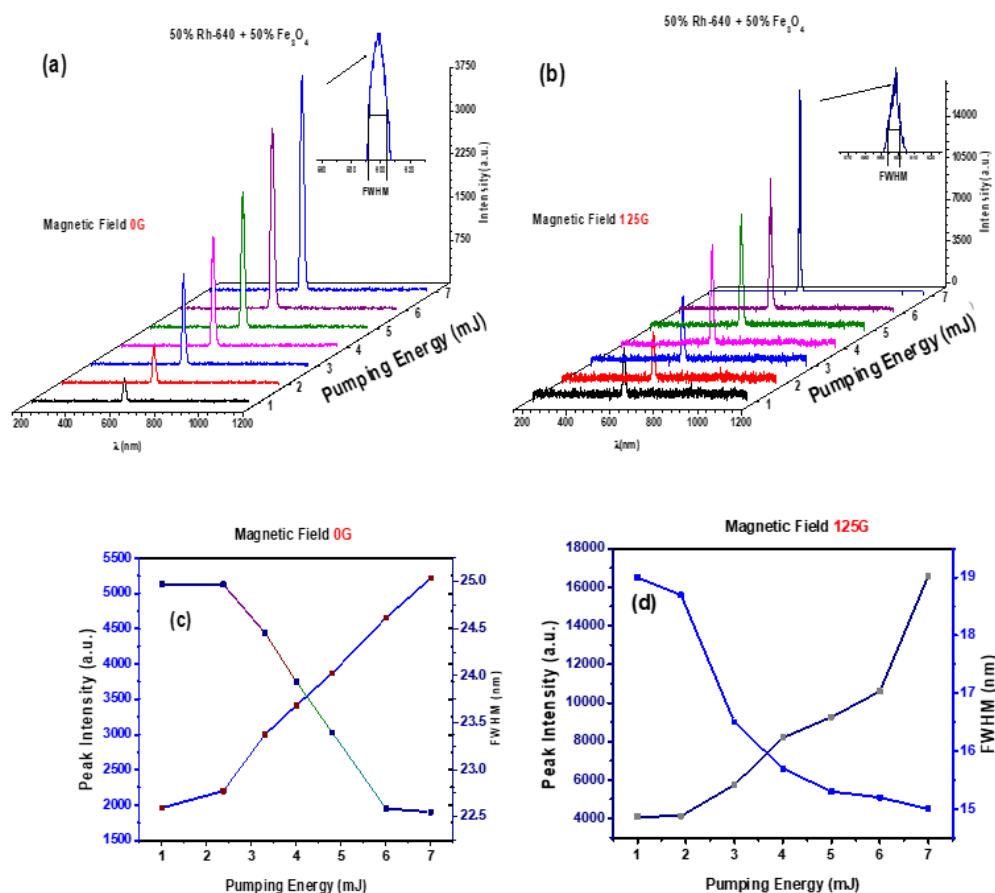 50% Rh-640 + 50% Fe₃O₄
(a)
3750
3000
2250
1500
750
Intensity(a.u.)
FWHM
Magnetic Field 0G
7
6
5
4
3
2
1
Pumping Energy (mJ)
200 400 600 800 1000 1200
λ(nm)
50% Rh-640 + 50% Fe₃O₄
(b)
14000
10500
7000
3500
0
Intensity(a.u.)
FWHM
Magnetic Field 125G
7
6
5
4
3
2
1
Pumping Energy (mJ)
200 400 600 800 1000 1200
λ(nm)
Magnetic Field 0G
5500
5000
4500
4000
3500
3000
2500
2000
1500
Peak Intensity (a.u.)
(c)
25.0
24.5
24.0
23.5
23.0
22.5
FWHM (nm)
1 2 3 4 5 6 7
Pumping Energy (mJ)
Magnetic Field 125G
18000
16000
14000
12000
10000
8000
6000
4000
Peak Intensity (a.u.)
(d)
19
18
17
16
15
FWHM (nm)
1 2 3 4 5 6 7
Pumping Energy (mJ)